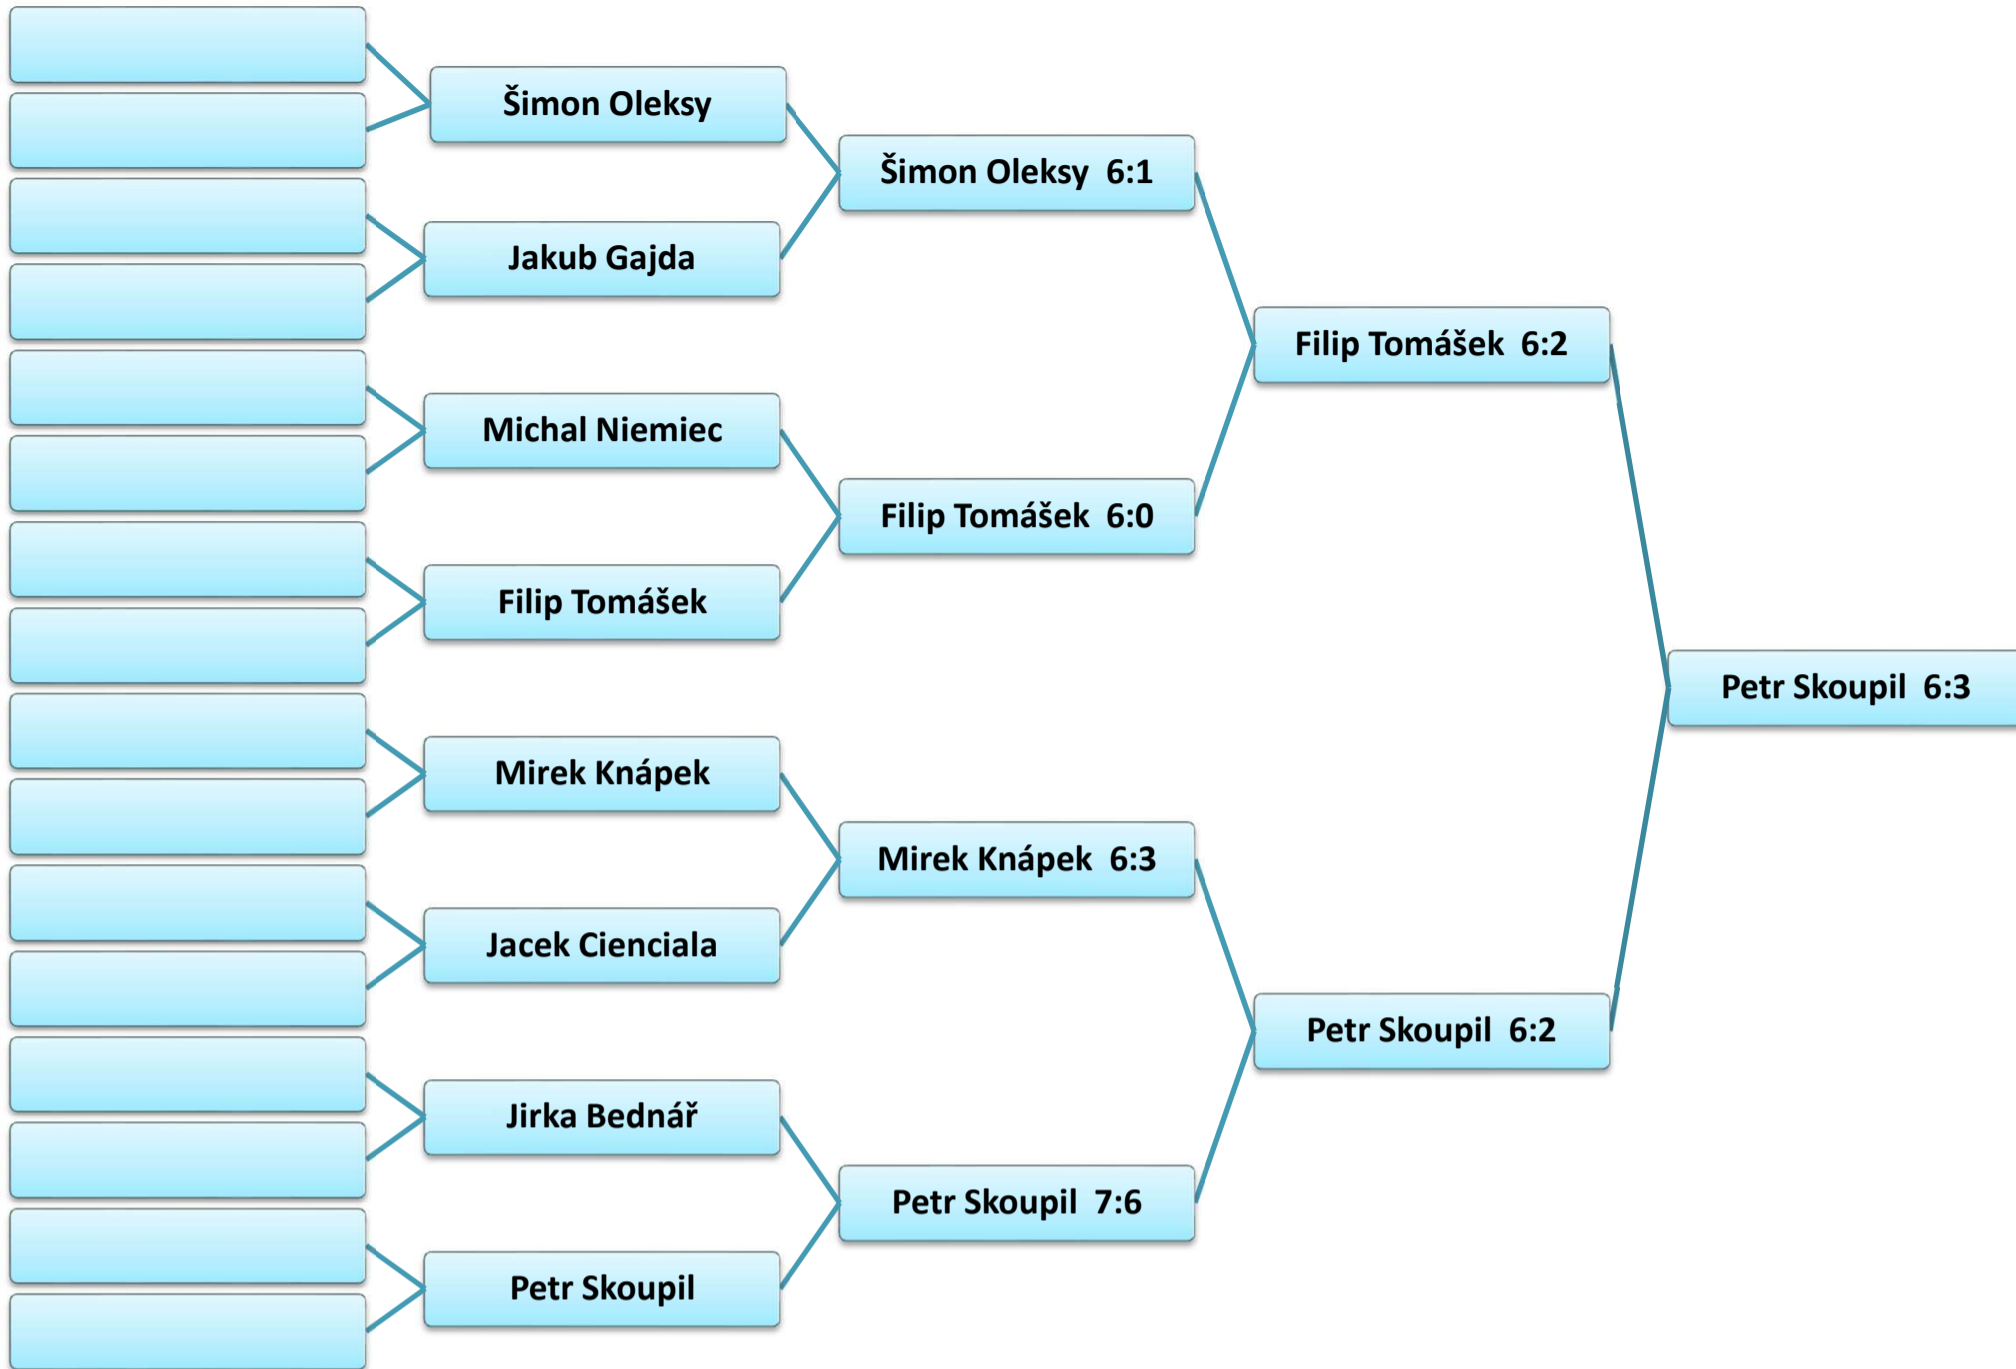 Šimon Oleksy
Jakub Gajda
Michal Niemiec
Filip Tomášek
Mirek Knápek
Jacek Cienciala
Jirka Bednář
Petr Skoupil
Šimon Oleksy 6:1
Filip Tomášek 6:0
Mirek Knápek 6:3
Petr Skoupil 7:6
Filip Tomášek 6:2
Petr Skoupil 6:2
Petr Skoupil 6:3